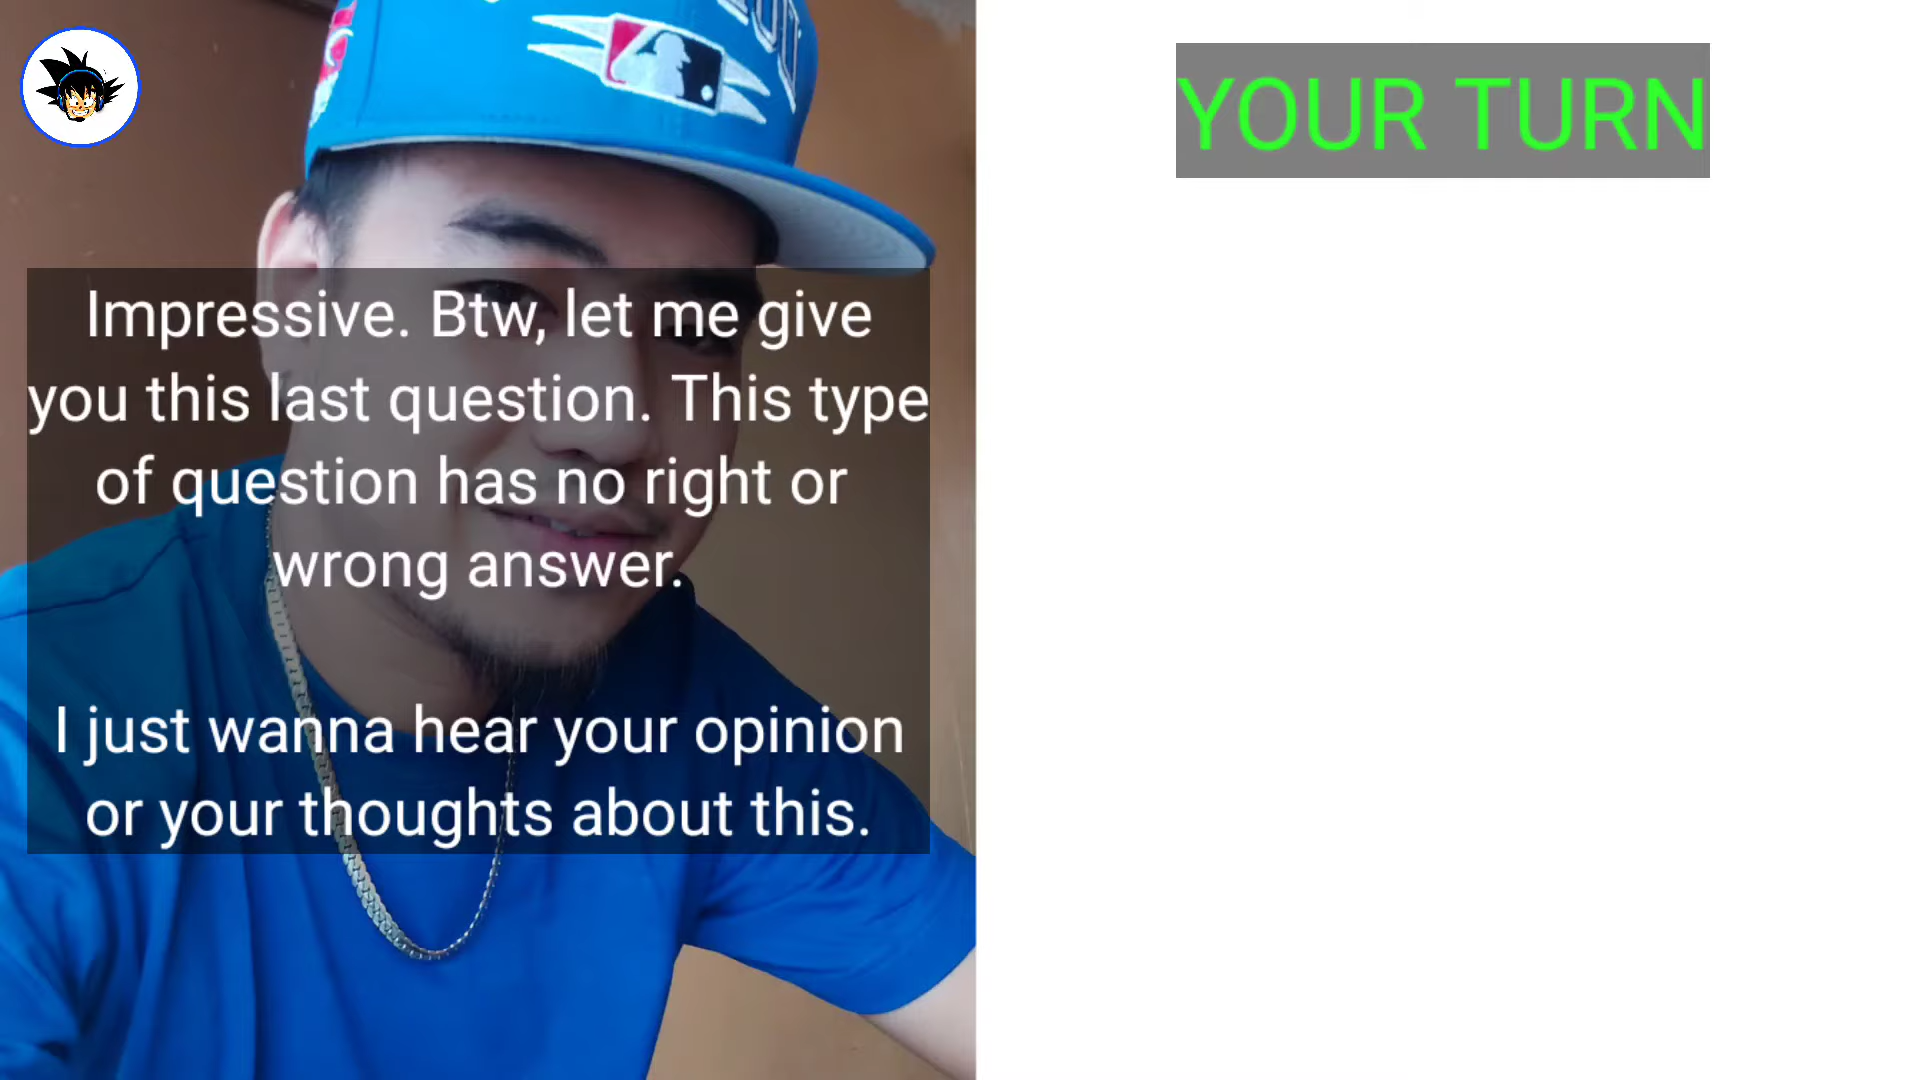 YOUR TURN
Impressive. Btw, let me give
you this last question. This type
of question has no right or
wrong answer.
I just wanna hear your opinion
or your thoughts about this.